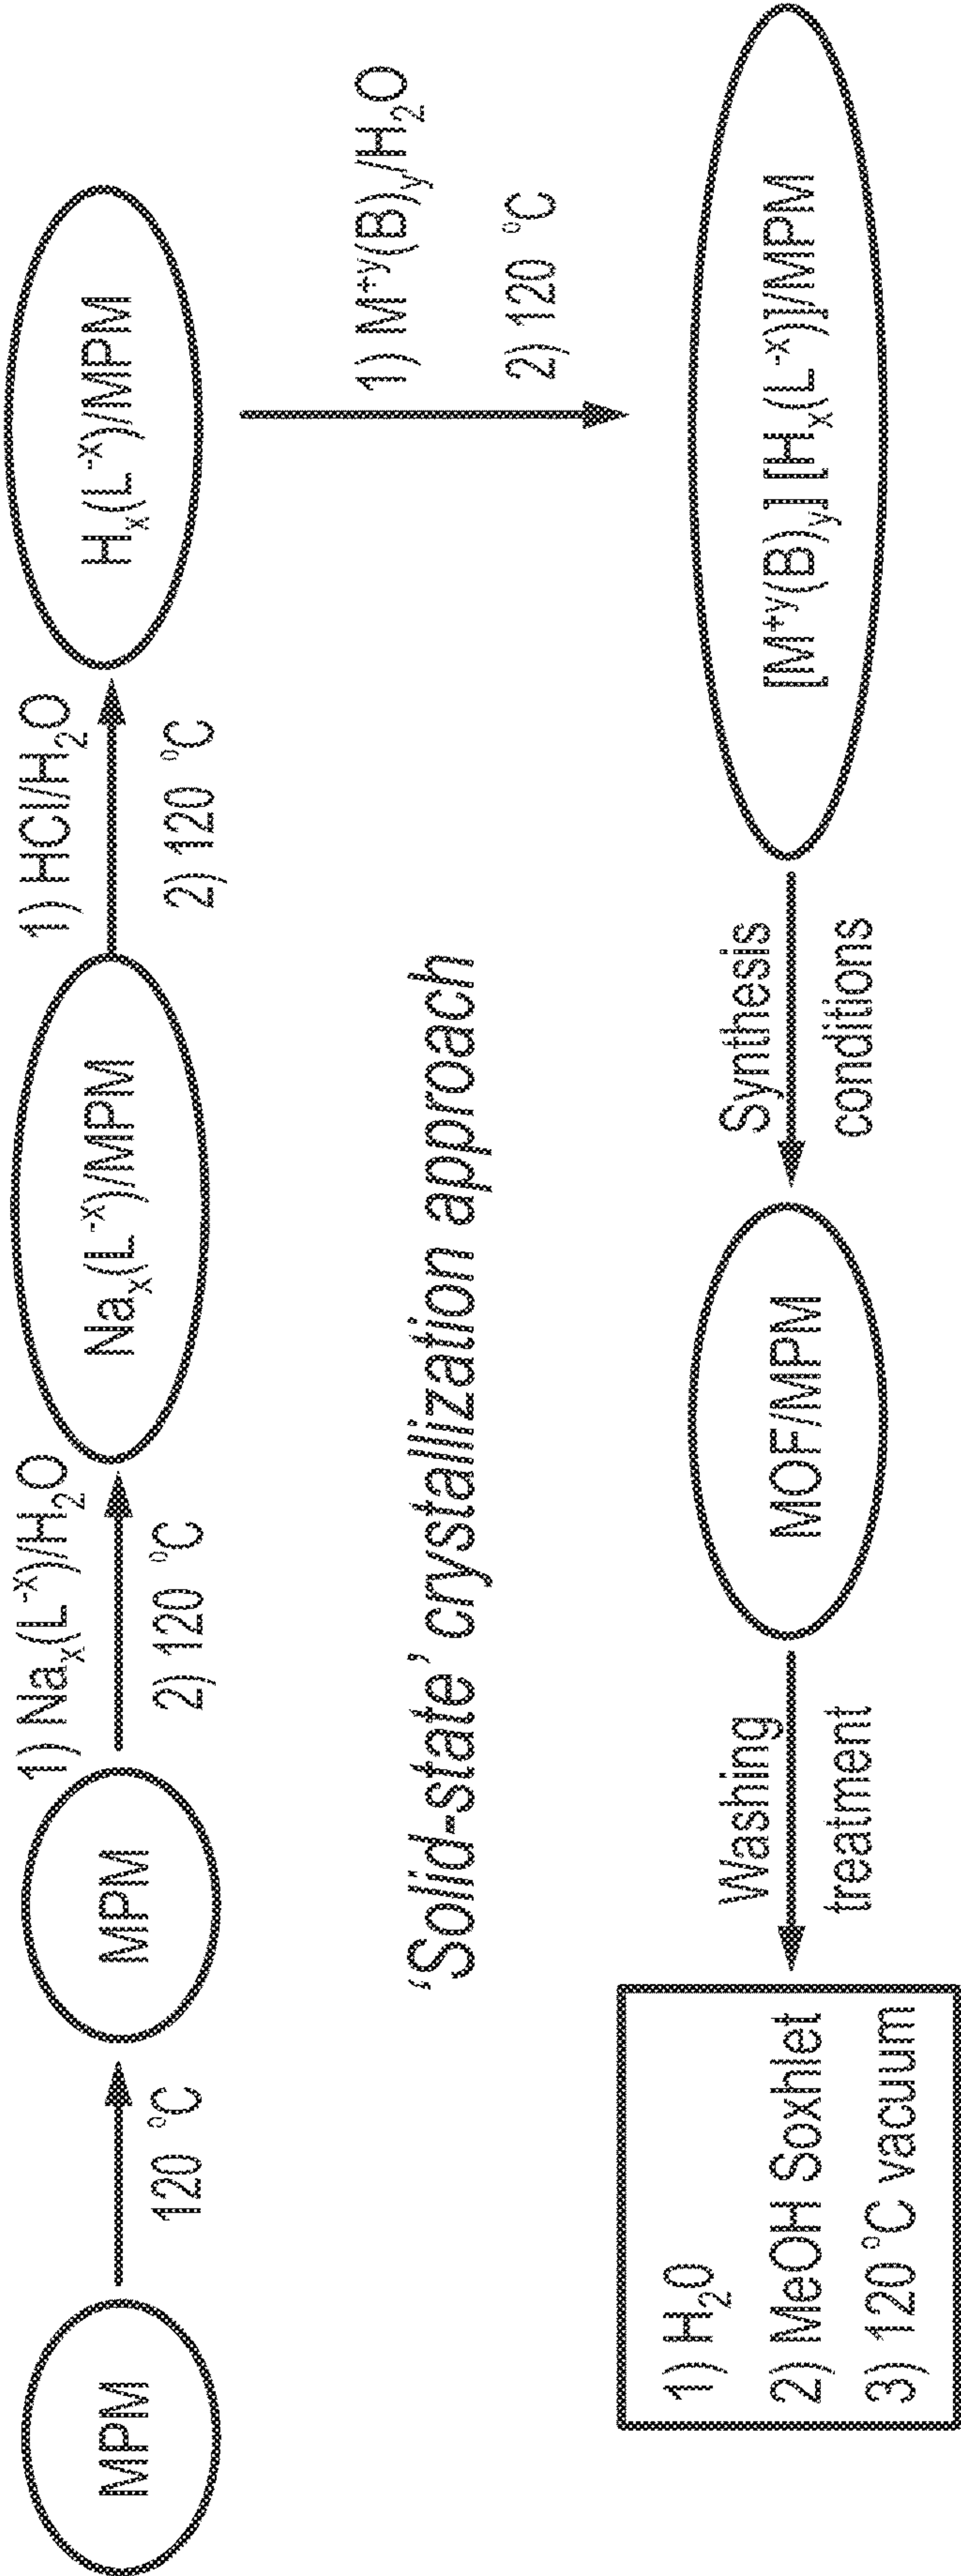 MPM
120 °C
MPM
1) Naₓ(L⁻ˣ)/H₂O
2) 120 °C
Naₓ(L⁻ˣ)/MPM
1) HCl/H₂O
2) 120 °C
Hₓ(L⁻ˣ)/MPM
1) M⁺ʸ(B)ᵧ/H₂O
2) 120 °C
'Solid-state' crystallization approach
[M⁺ʸ(B)ᵧ] [Hₓ(L⁻ˣ)]/MPM
Synthesis
conditions
MOF/MPM
Washing
treatment
1) H₂O
2) MeOH Soxhlet
3) 120 °C vacuum